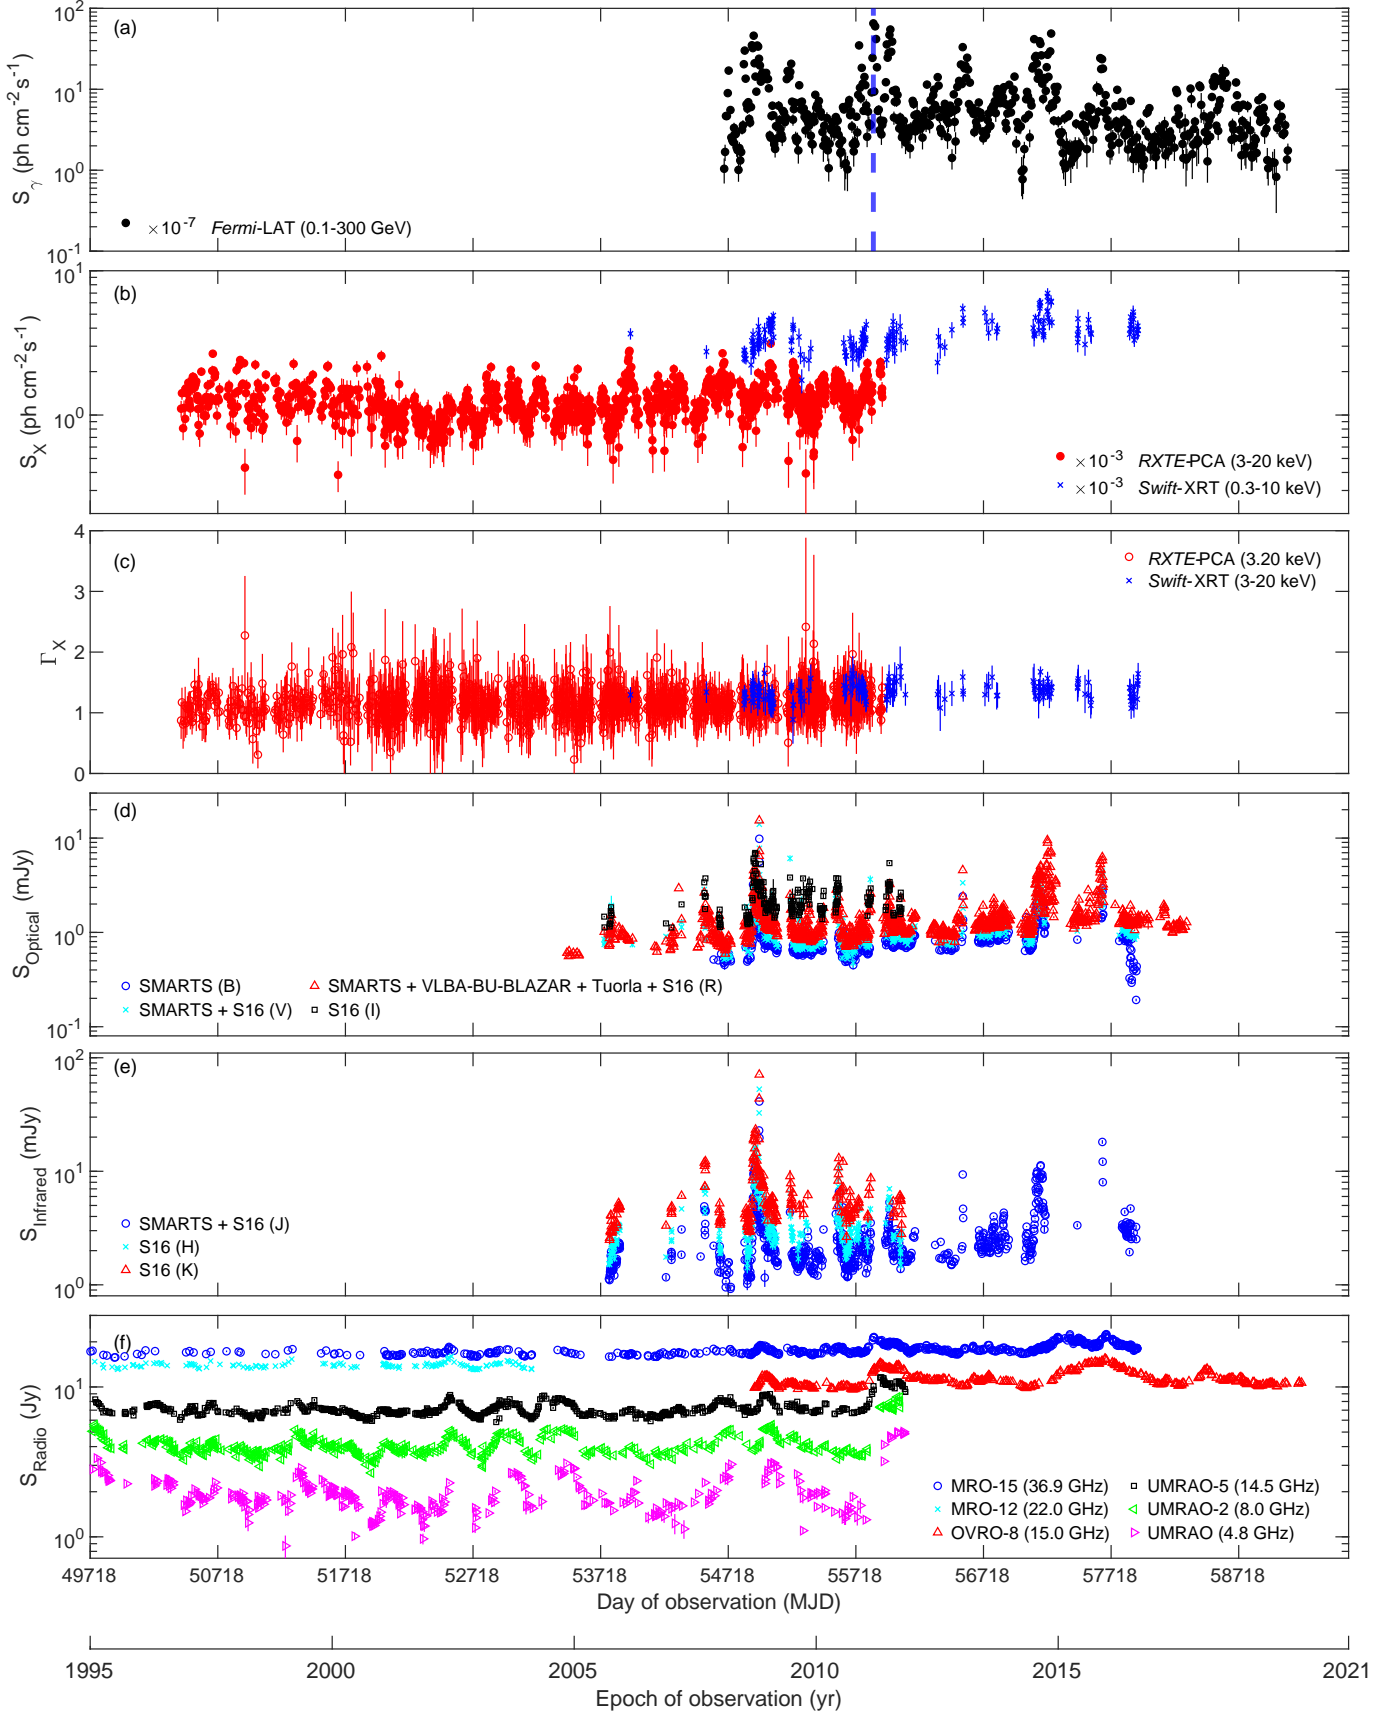 (a)
10^2
10^1
10^0
10^-1
S_γ (ph cm^-2 s^-1)
×10^-7 Fermi-LAT (0.1-300 GeV)
(b)
10^1
10^0
S_X (ph cm^-2 s^-1)
×10^-3 RXTE-PCA (3-20 keV)
×10^-3 Swift-XRT (0.3-10 keV)
(c)
4
3
2
1
0
Γ_X
RXTE-PCA (3.20 keV)
Swift-XRT (3-20 keV)
(d)
10^1
10^0
10^-1
S_Optical (mJy)
SMARTS (B)
SMARTS + VLBA-BU-BLAZAR + Tuorla + S16 (R)
SMARTS + S16 (V)
S16 (I)
(e)
10^2
10^1
10^0
S_Infrared (mJy)
SMARTS + S16 (J)
S16 (H)
S16 (K)
(f)
10^1
10^0
S_Radio (Jy)
MRO-15 (36.9 GHz)
UMRAO-5 (14.5 GHz)
MRO-12 (22.0 GHz)
UMRAO-2 (8.0 GHz)
OVRO-8 (15.0 GHz)
UMRAO (4.8 GHz)
49718 50718 51718 52718 53718 54718 55718 56718 57718 58718
Day of observation (MJD)
1995 2000 2005 2010 2015 2021
Epoch of observation (yr)